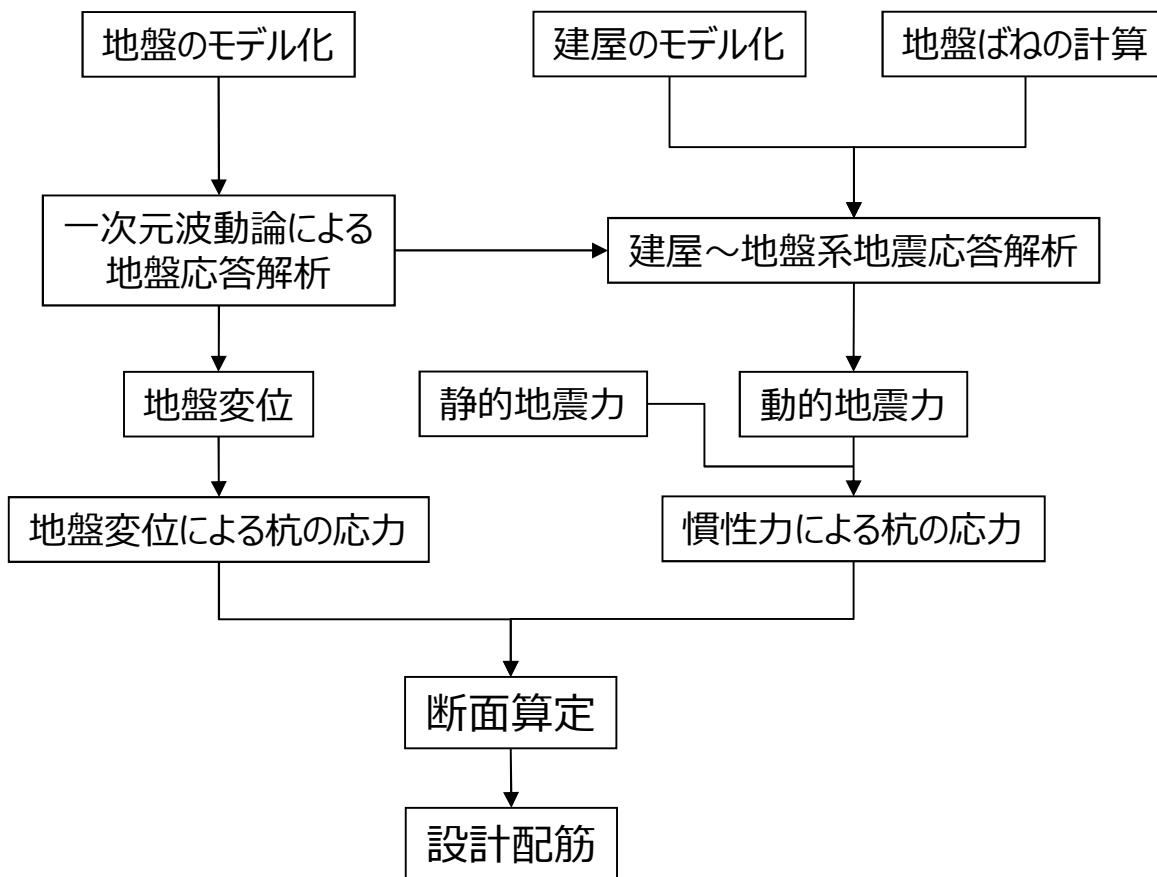 地盤のモデル化
建屋のモデル化
地盤ばねの計算
一次元波動論による
地盤応答解析
建屋～地盤系地震応答解析
地盤変位
静的地震力
動的地震力
地盤変位による杭の応力
慣性力による杭の応力
断面算定
設計配筋